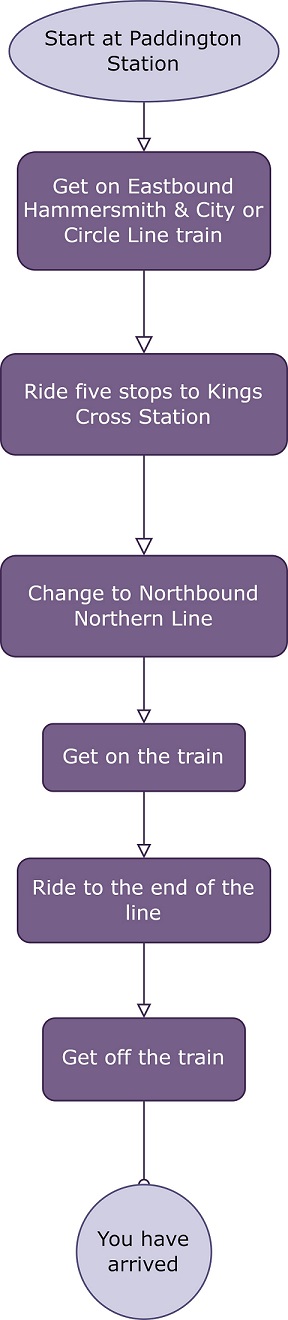 Start at Paddington
Station
Get on Eastbound
Hammersmith & City or
Circle Line train
Ride five stops to Kings
Cross Station
Change to Northbound
Northern Line
Get on the train
Ride to the end of the
line
Get off the train
You have
arrived